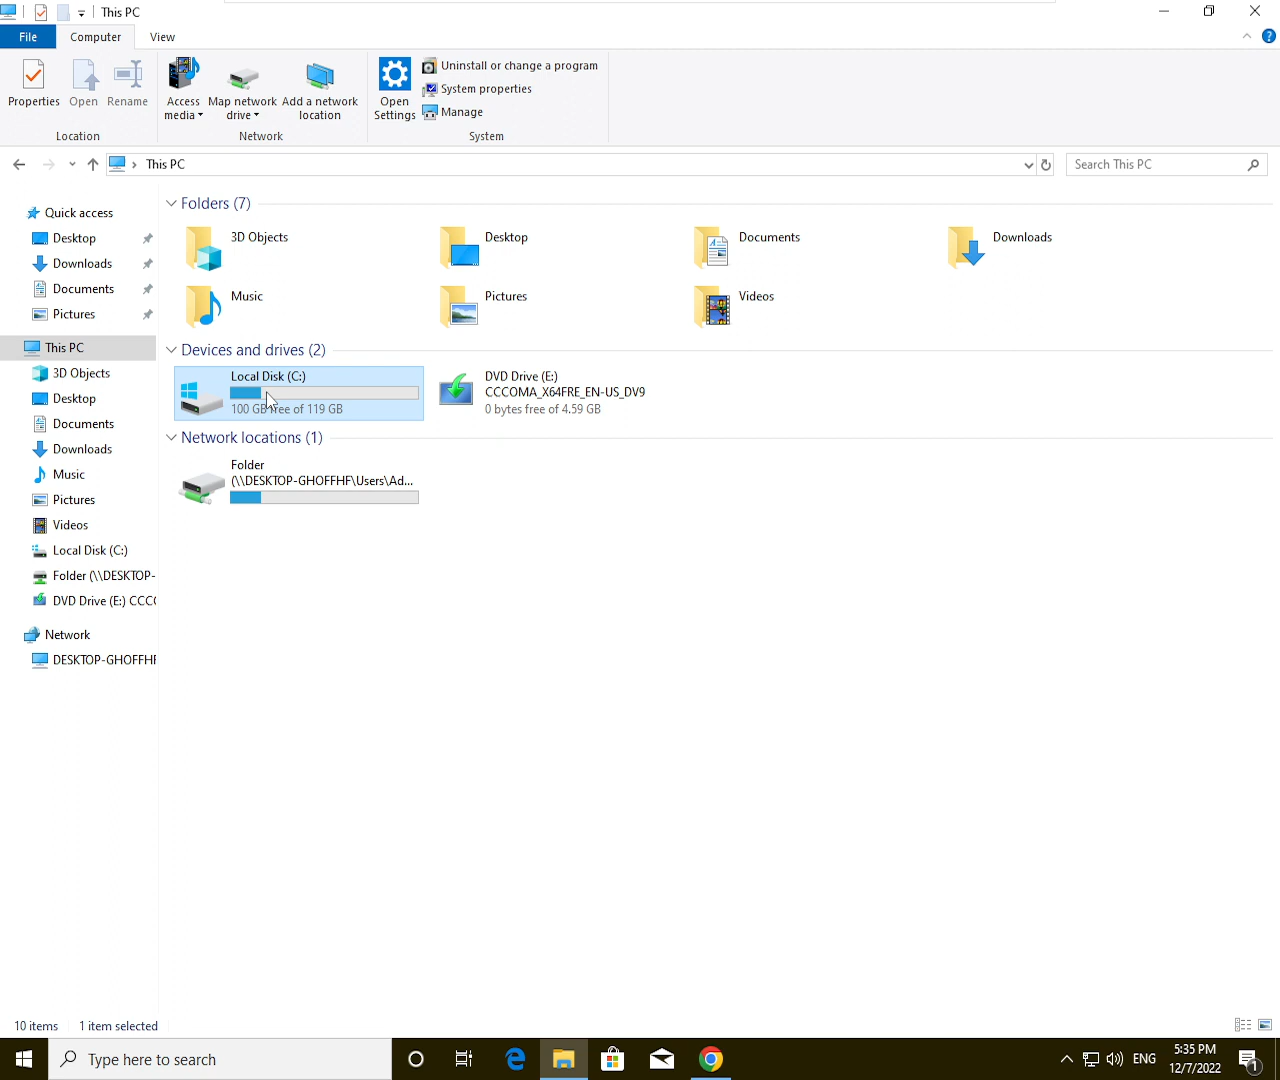 This PC
File
Computer
View
Properties
Open
Rename
Access media
Map network drive
Add a network location
Open Settings
Uninstall or change a program
System properties
Manage
Location
Network
System
This PC
Search This PC
Quick access
Desktop
Downloads
Documents
Pictures
This PC
3D Objects
Desktop
Documents
Downloads
Music
Pictures
Videos
Local Disk (C:)
Folder (\\DESKTOP-
DVD Drive (E:) CCC
Network
DESKTOP-GHOFFHF
Folders (7)
3D Objects
Desktop
Documents
Downloads
Music
Pictures
Videos
Devices and drives (2)
Local Disk (C:)
100 GB free of 119 GB
DVD Drive (E:)
CCCOMA_X64FRE_EN-US_DV9
0 bytes free of 4.59 GB
Network locations (1)
Folder
(\\DESKTOP-GHOFFHF\Users\Ad...
10 items
1 item selected
Type here to search
ENG
5:35 PM
12/7/2022
1